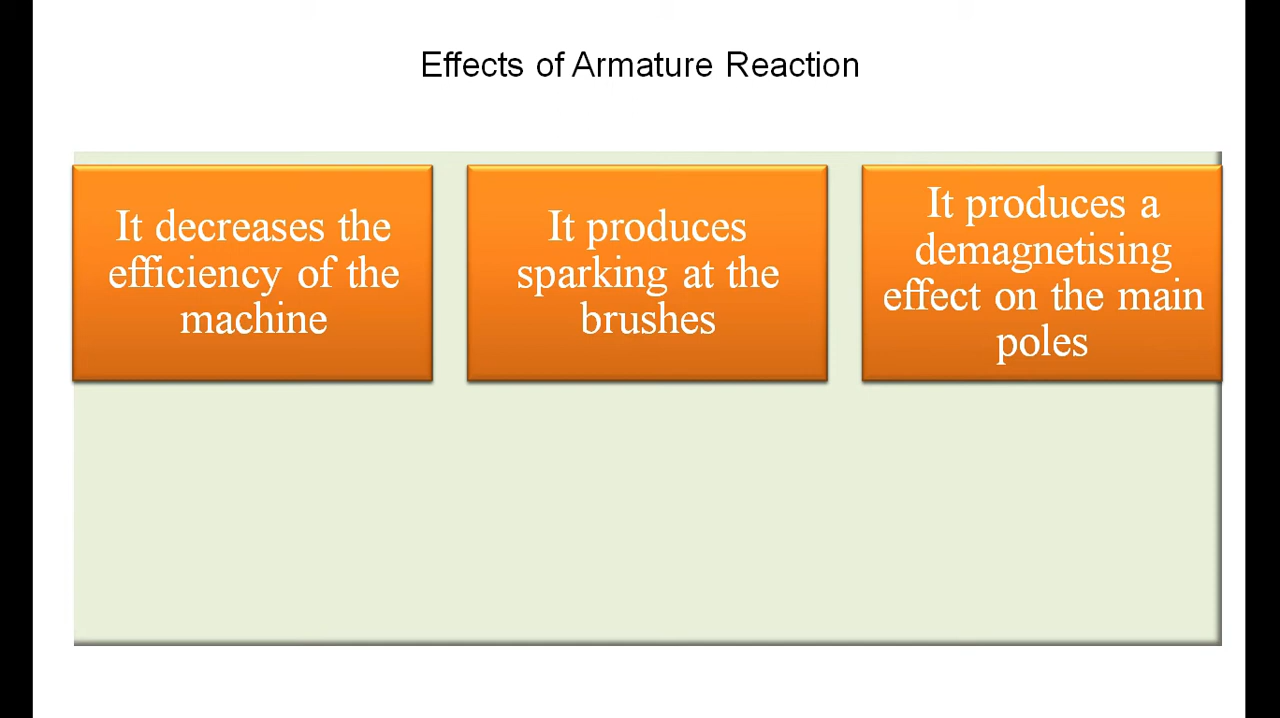 Effects of Armature Reaction
It decreases the
efficiency of the
machine
It produces
sparking at the
brushes
It produces a
demagnetising
effect on the main
poles